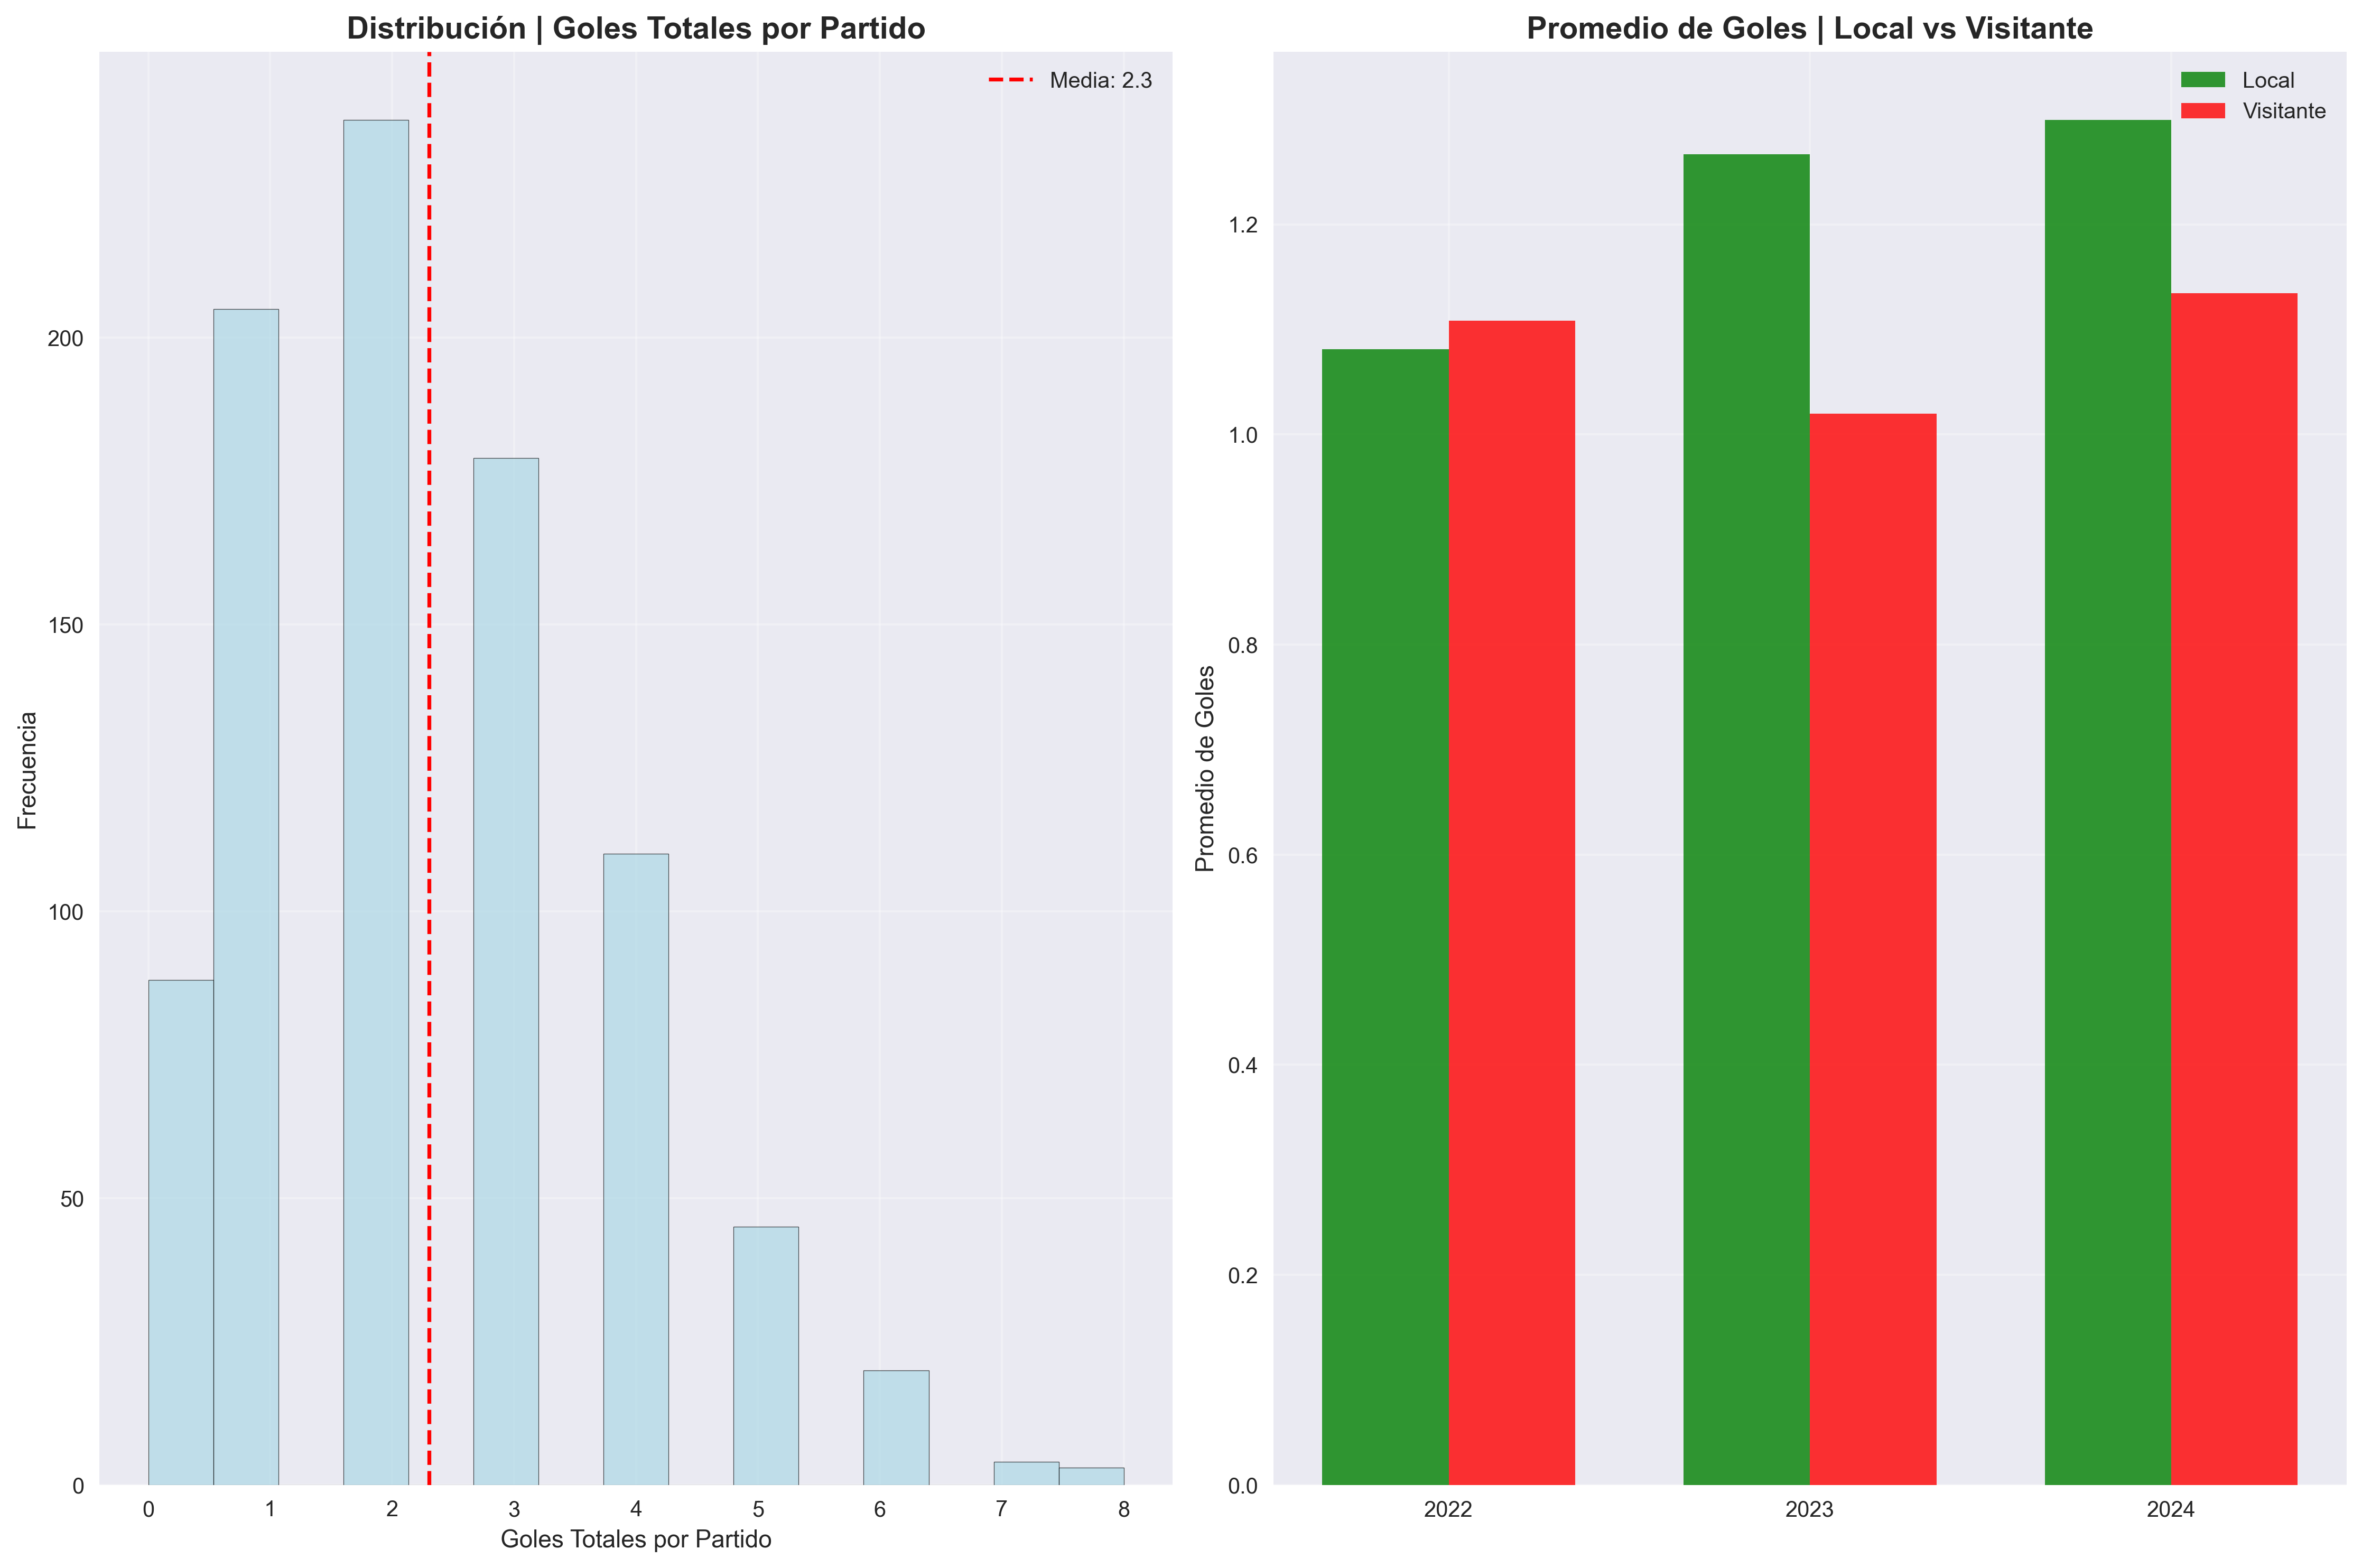 Distribución | Goles Totales por Partido
Media: 2.3
Frecuencia
200
150
100
50
0
0 1 2 3 4 5 6 7 8
Goles Totales por Partido
Promedio de Goles | Local vs Visitante
Local
Visitante
Promedio de Goles
1.2
1.0
0.8
0.6
0.4
0.2
0.0
2022 2023 2024